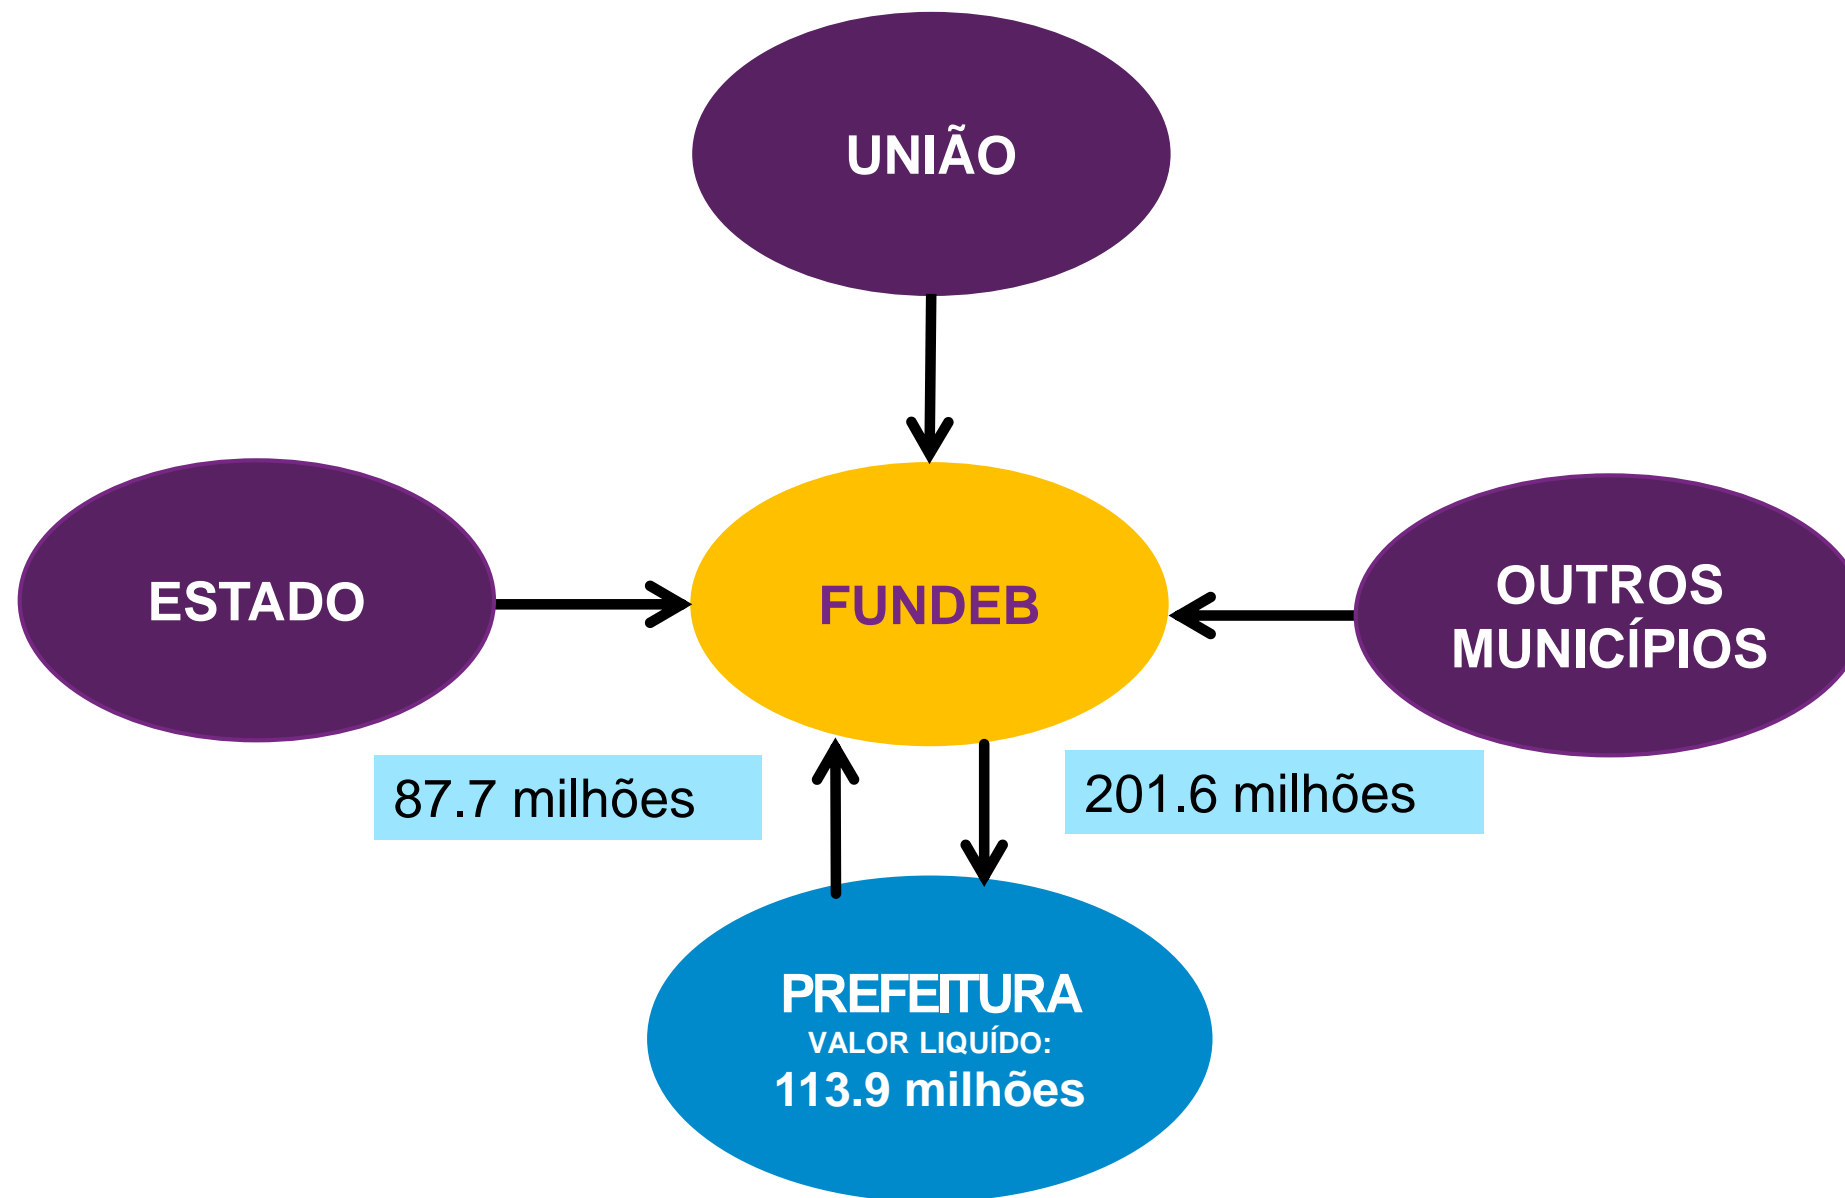 UNIÃO
ESTADO
FUNDEB
OUTROS
MUNICÍPIOS
87.7 milhões
201.6 milhões
PREFEITURA
VALOR LIQUÍDO:
113.9 milhões